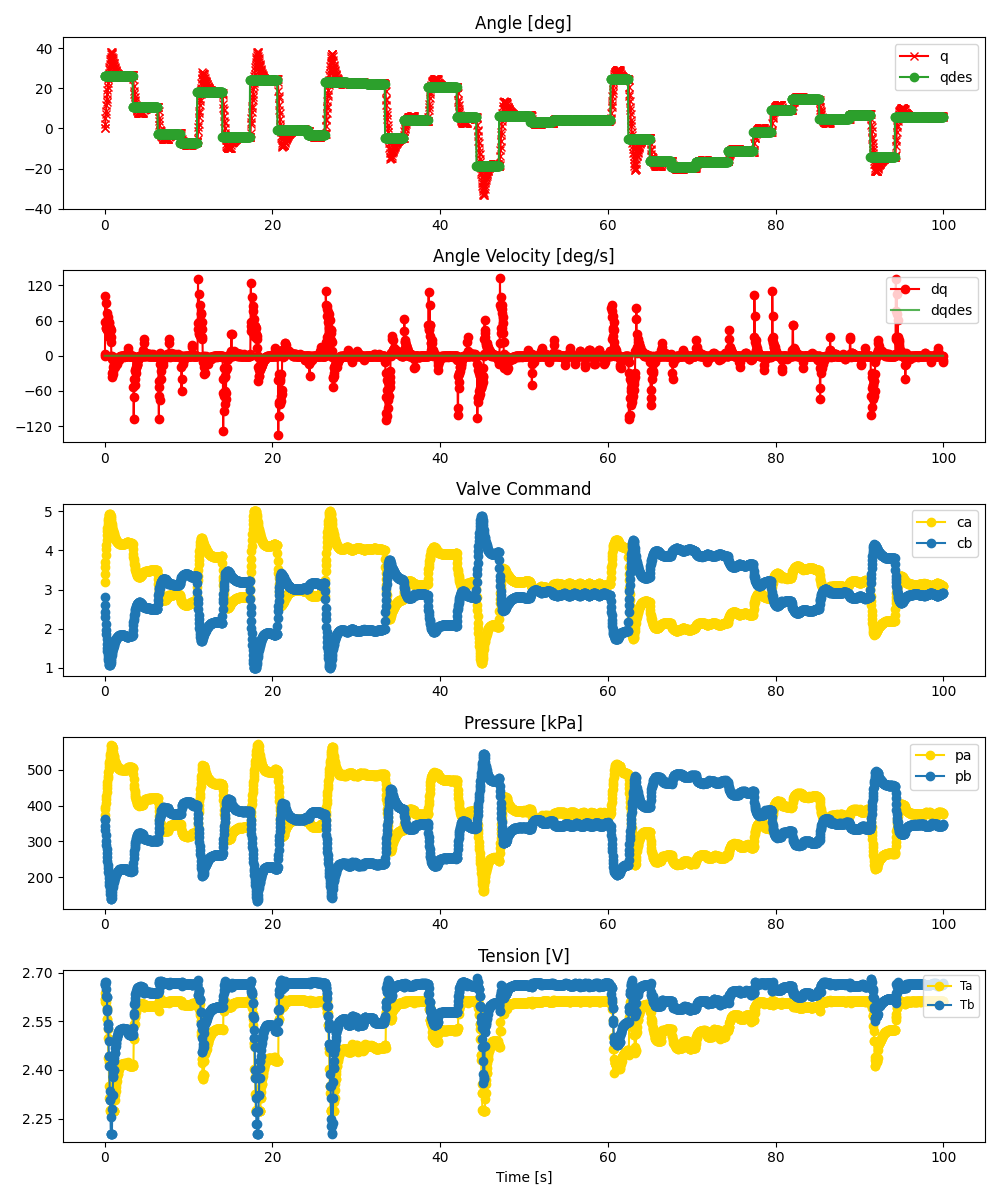 Angle [deg]
40
20
0
−20
−40
q
qdes
0 20 40 60 80 100
Angle Velocity [deg/s]
120
60
0
−60
−120
dq
dqdes
0 20 40 60 80 100
Valve Command
5
4
3
2
1
ca
cb
0 20 40 60 80 100
Pressure [kPa]
500
400
300
200
pa
pb
0 20 40 60 80 100
Tension [V]
2.70
2.55
2.40
2.25
Ta
Tb
0 20 40 60 80 100
Time [s]